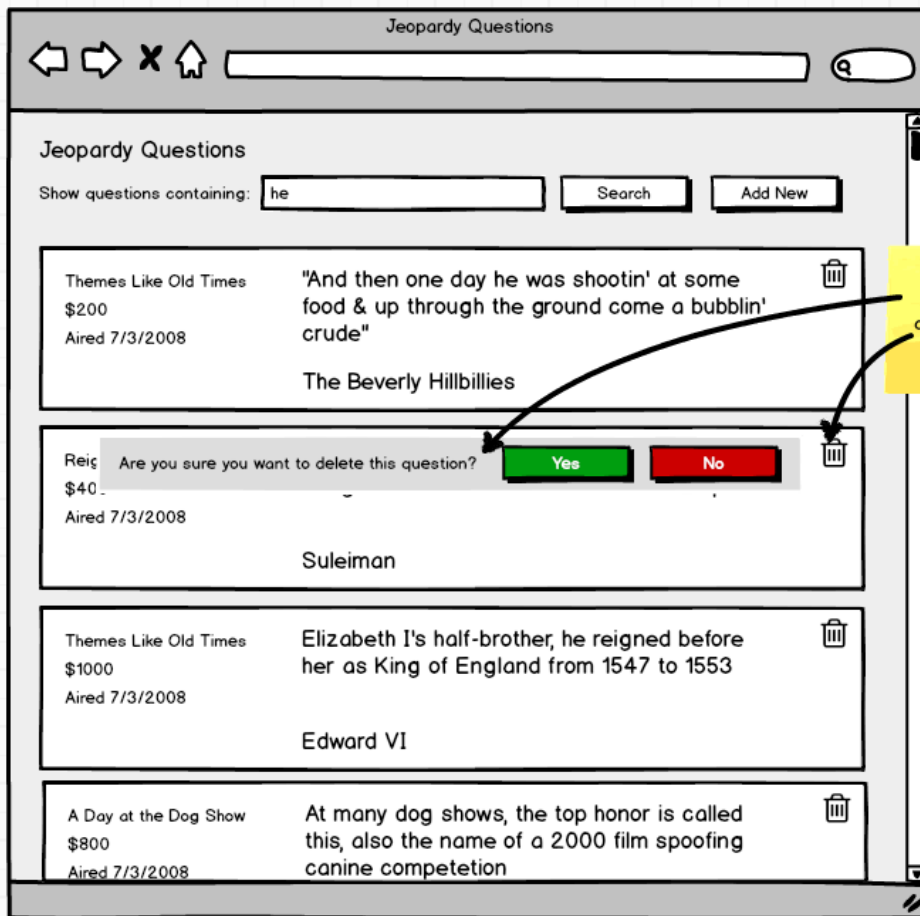 Jeopardy Questions
Jeopardy Questions
Show questions containing: he Search Add New
Themes Like Old Times
$200
Aired 7/3/2008
"And then one day he was shootin' at some
food & up through the ground come a bubblin'
crude"
The Beverly Hillbillies
Are you sure you want to delete this question? Yes No
Aired 7/3/2008
Suleiman
Themes Like Old Times
$1000
Aired 7/3/2008
Elizabeth I's half-brother, he reigned before
her as King of England from 1547 to 1553
Edward VI
A Day at the Dog Show
$800
Aired 7/3/2008
At many dog shows, the top honor is called
this, also the name of a 2000 film spoofing
canine competetion